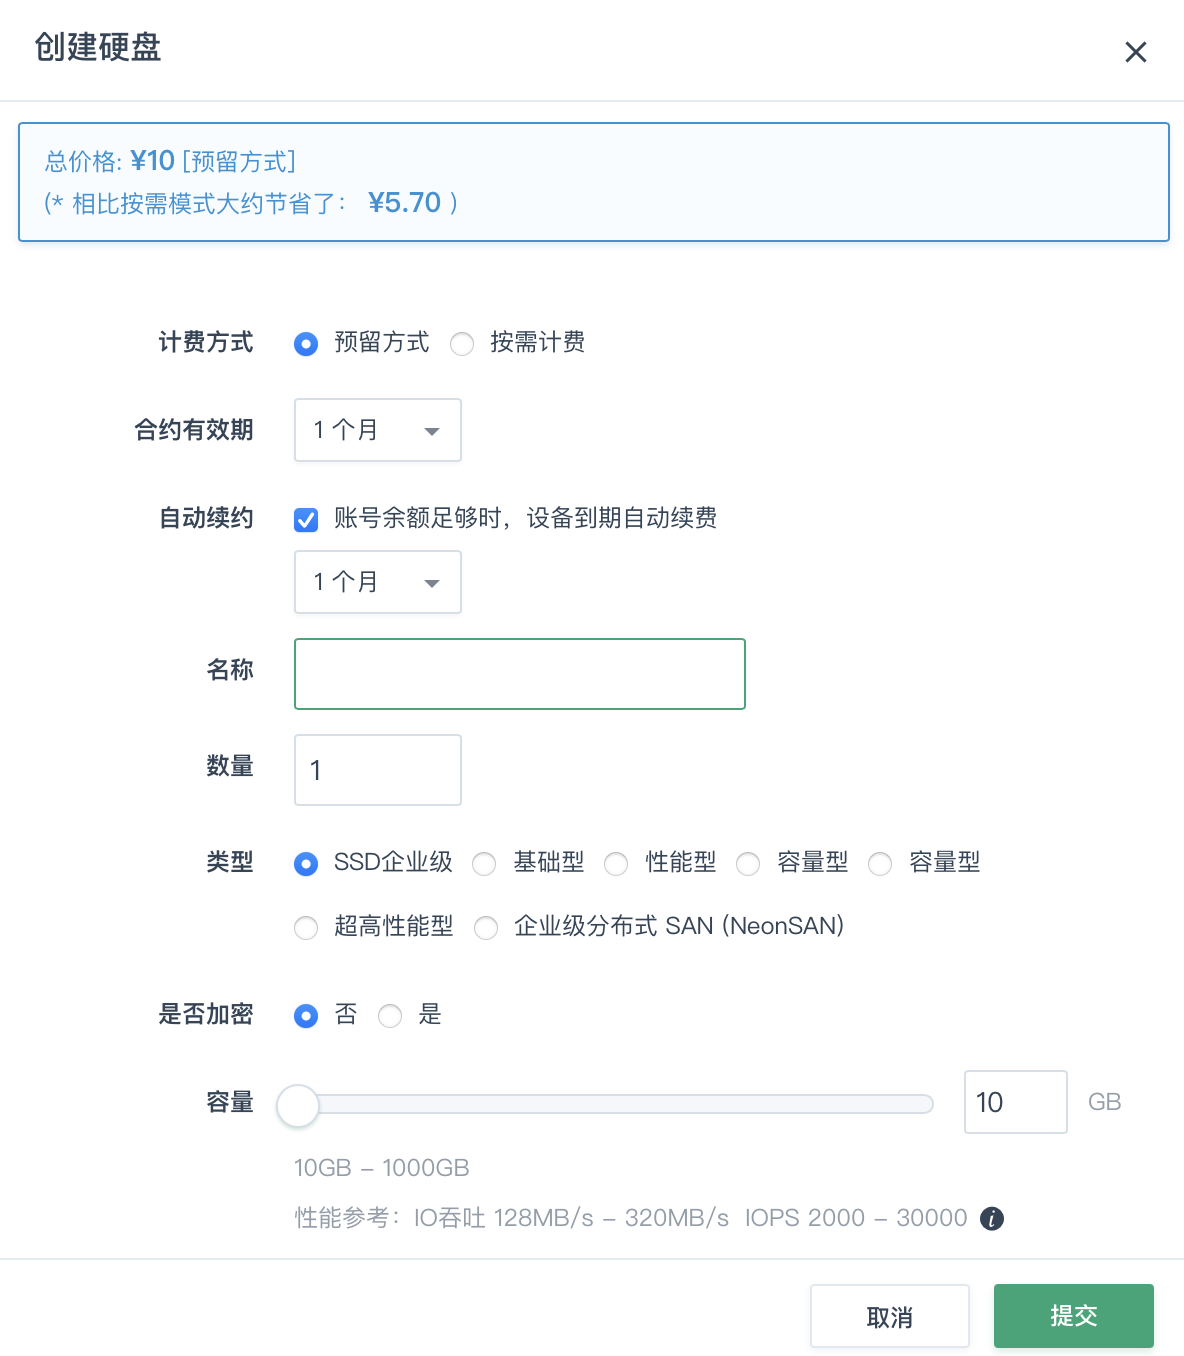 创建硬盘
总价格: ¥10 [预留方式]
(* 相比按需模式大约节省了： ¥5.70 )
计费方式 预留方式 按需计费
合约有效期 1 个月
自动续约 账号余额足够时，设备到期自动续费
1 个月
名称
数量 1
类型 SSD企业级 基础型 性能型 容量型 容量型
超高性能型 企业级分布式 SAN (NeonSAN)
是否加密 否 是
容量 10 GB
10GB – 1000GB
性能参考：IO吞吐 128MB/s – 320MB/s IOPS 2000 – 30000
取消 提交